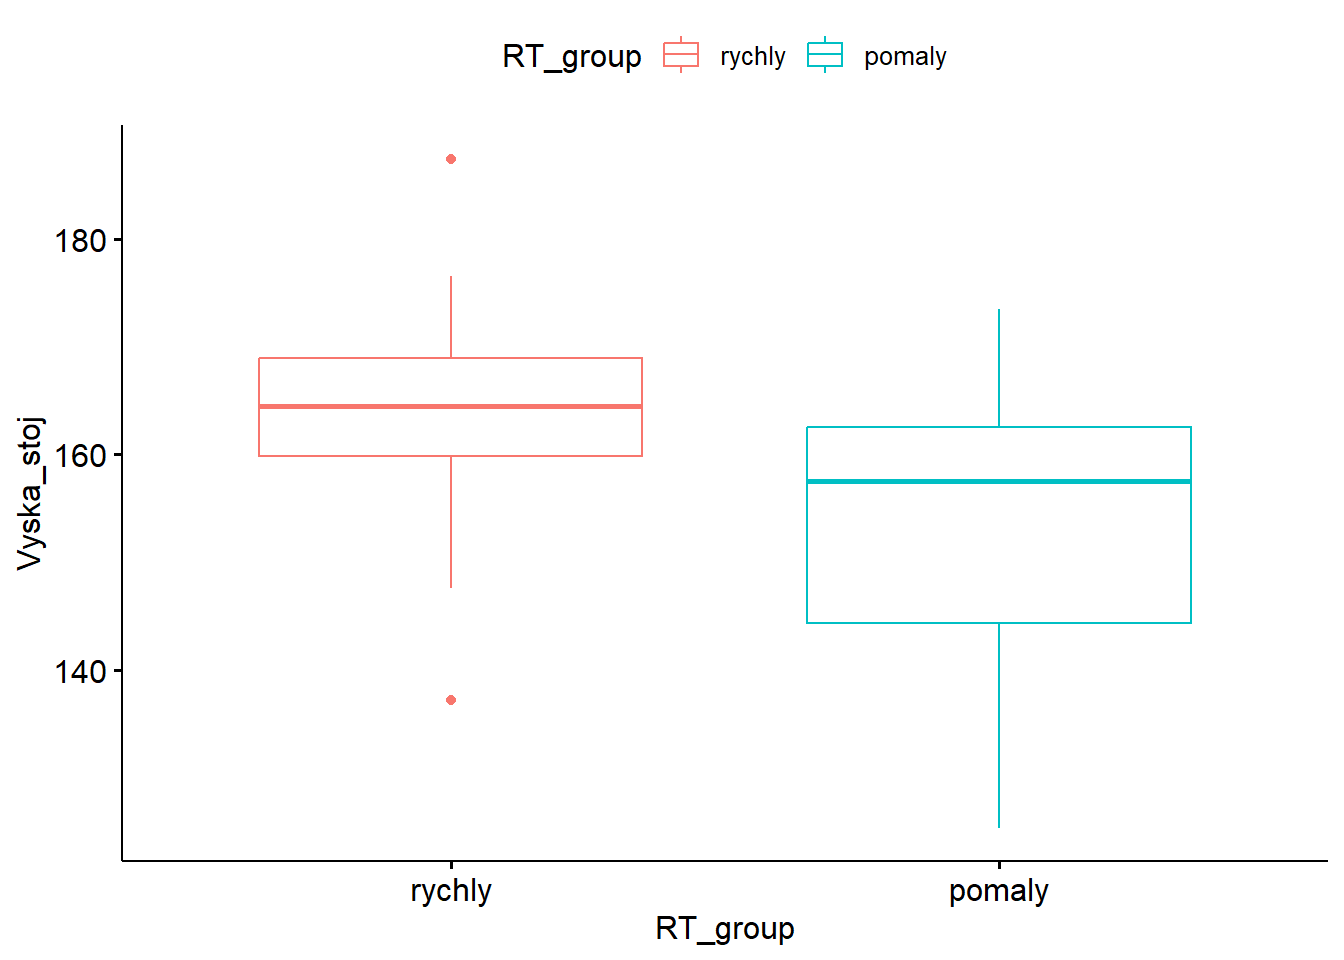 RT_group rychly pomaly
180
160
140
Vyska_stoj
rychly pomaly
RT_group